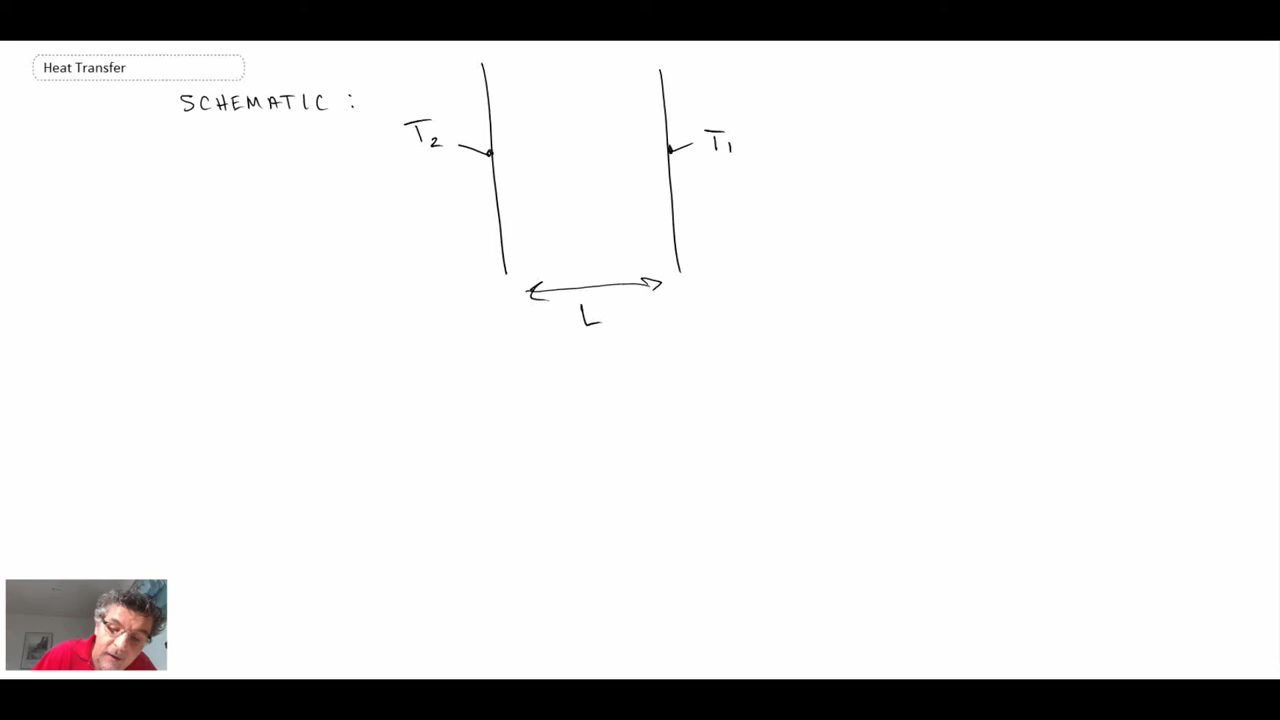 Heat Transfer
SCHEMATIC :
T₂
T₁
L